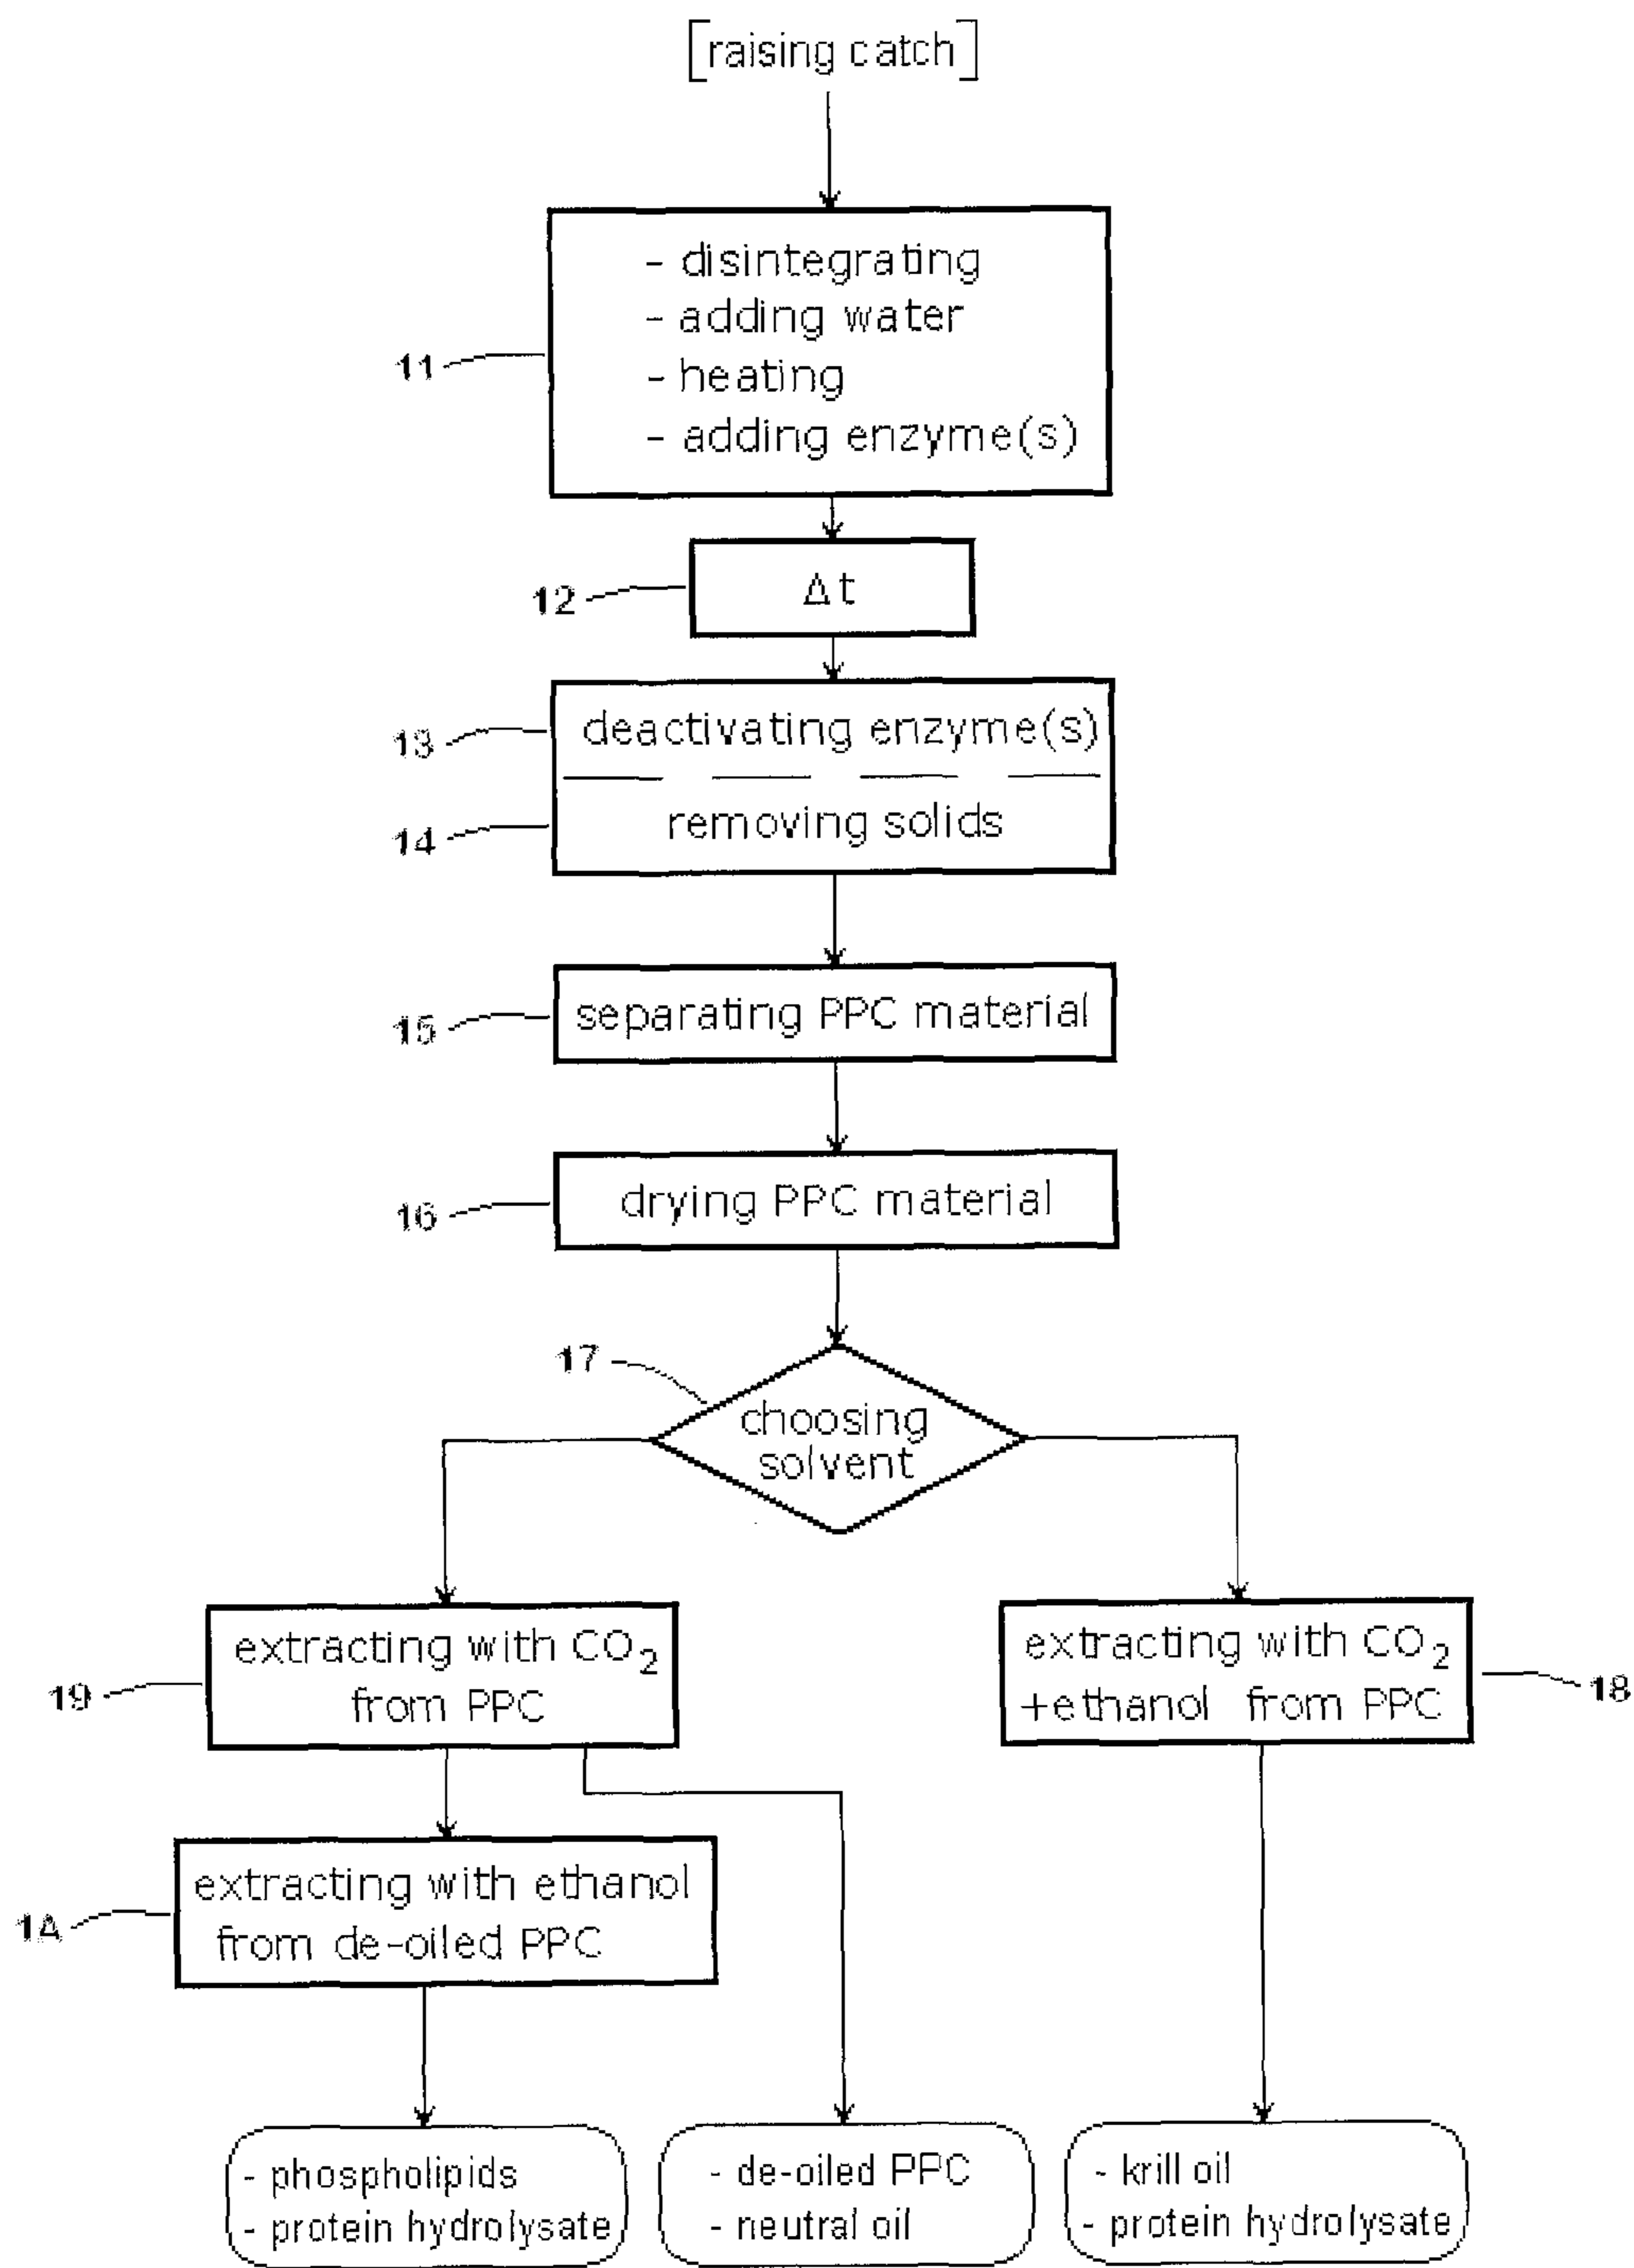 [raising catch]
- disintegrating
- adding water
- heating
- adding enzyme(s)
11
Δt
12
deactivating enzyme(s)
13
removing solids
14
separating PPC material
15
drying PPC material
16
17
choosing
solvent
extracting with CO₂
from PPC
19
extracting with CO₂
+ethanol from PPC
18
extracting with ethanol
from de-oiled PPC
1A
- phospholipids
- protein hydrolysate
- de-oiled PPC
- neutral oil
- krill oil
- protein hydrolysate